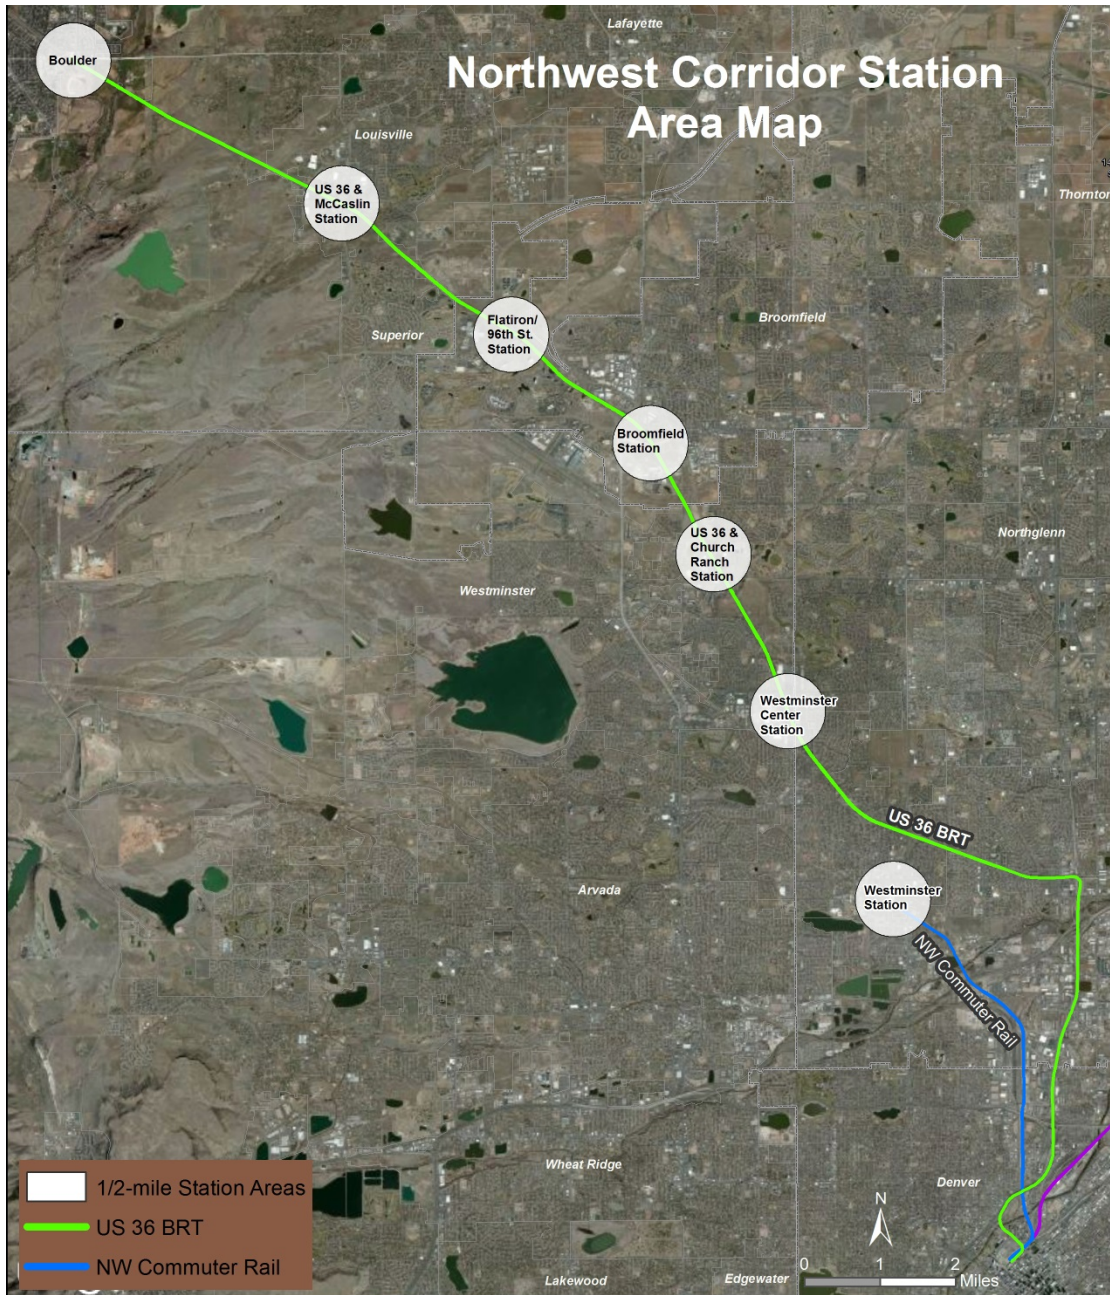 Lafayette
Northwest Corridor Station
Area Map
Boulder
Louisville
US 36 &
McCaslin
Station
Thornton
Flatiron/
96th St.
Station
Superior
Broomfield
Broomfield
Station
US 36 &
Church
Ranch
Station
Northglenn
Westminster
Westminster
Center
Station
US 36 BRT
Westminster
Station
Arvada
NW Commuter Rail
Wheat Ridge
Denver
N
1/2-mile Station Areas
US 36 BRT
NW Commuter Rail
0 1 2
Miles
Lakewood
Edgewater